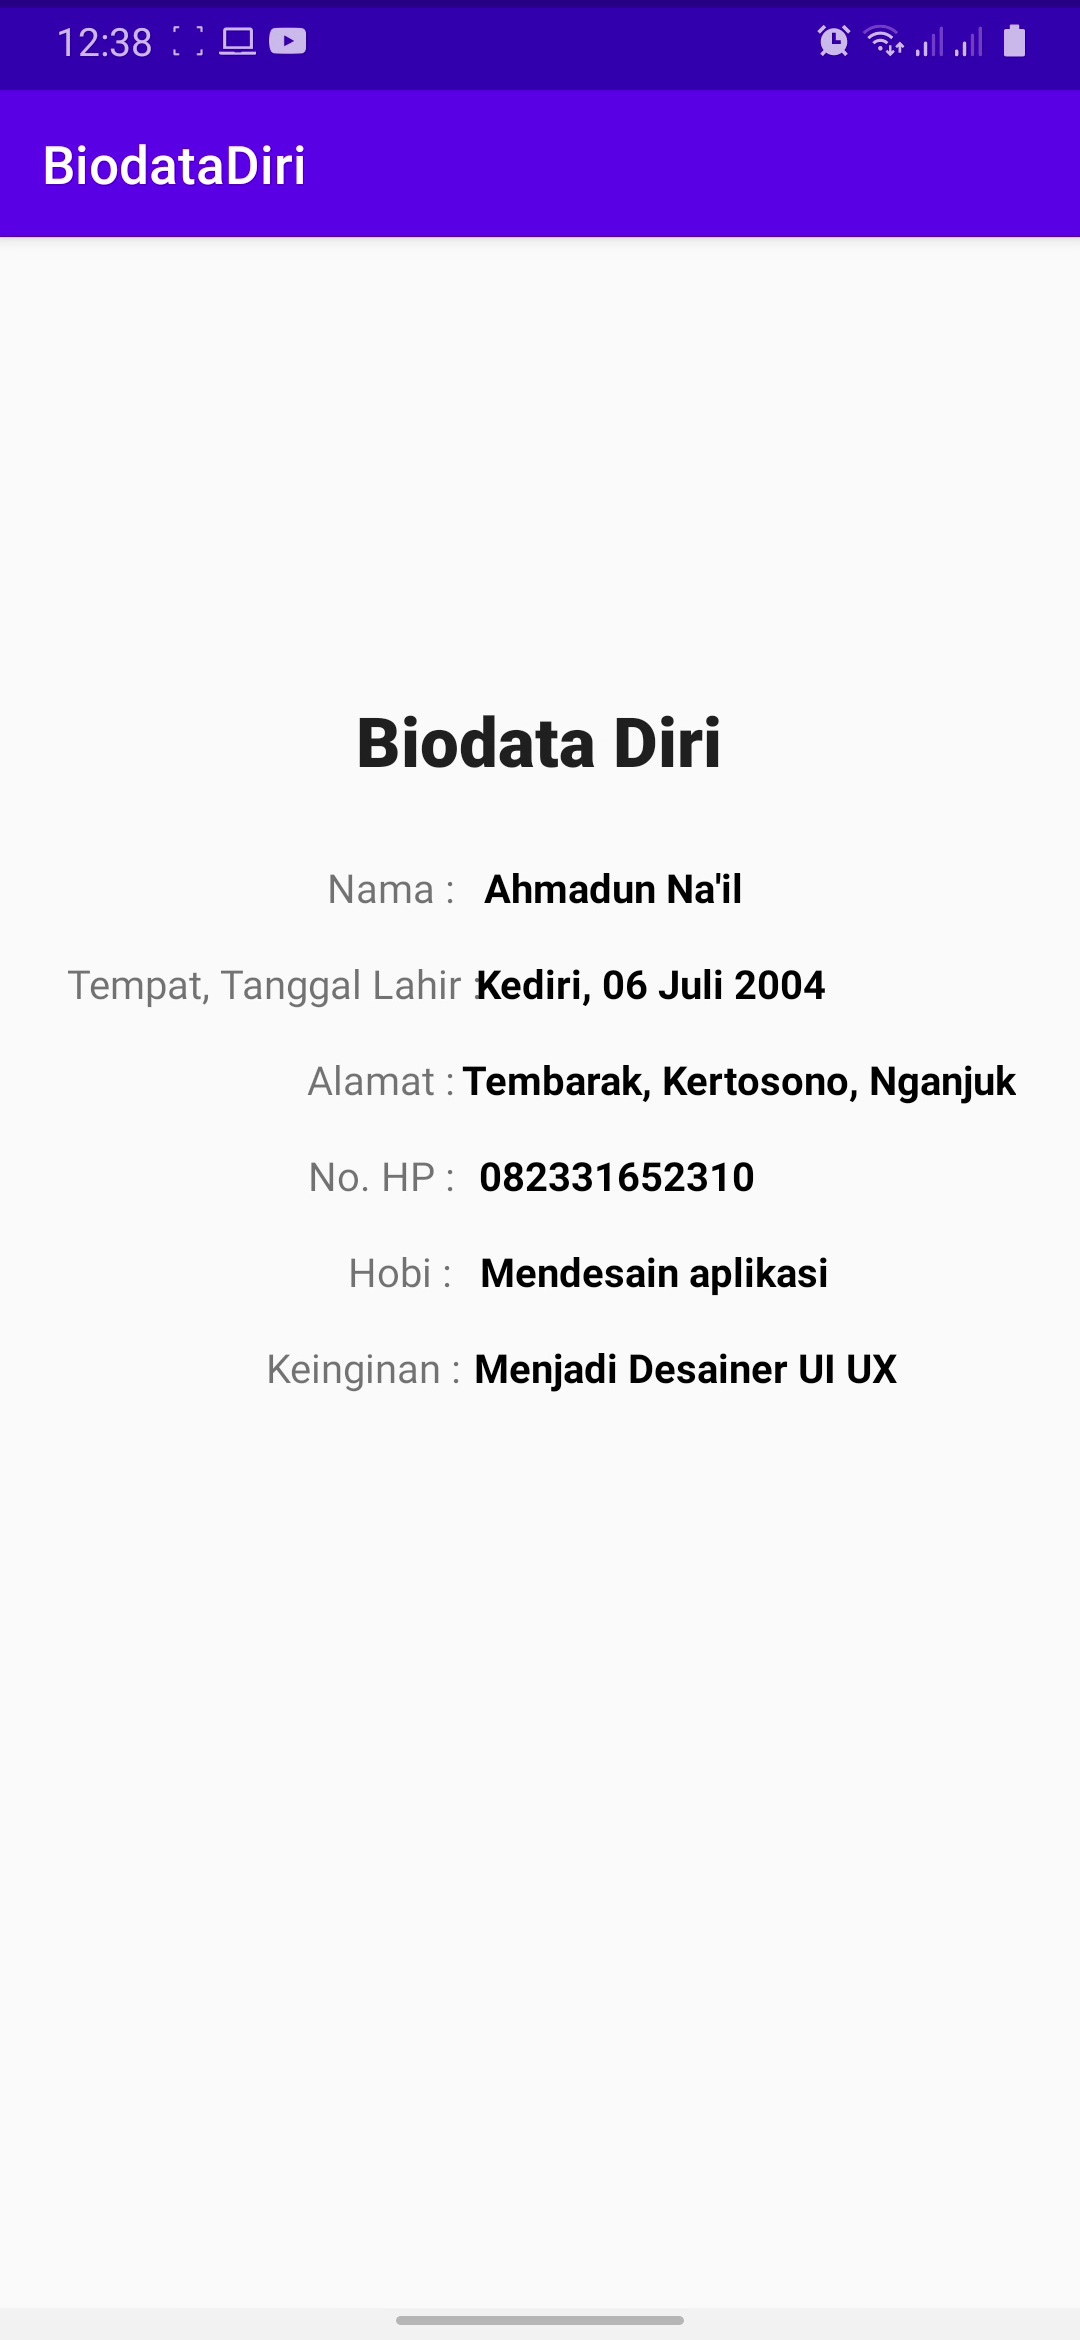 12:38
BiodataDiri
Biodata Diri
Nama : Ahmadun Na'il
Tempat, Tanggal Lahir : Kediri, 06 Juli 2004
Alamat : Tembarak, Kertosono, Nganjuk
No. HP : 082331652310
Hobi : Mendesain aplikasi
Keinginan : Menjadi Desainer UI UX